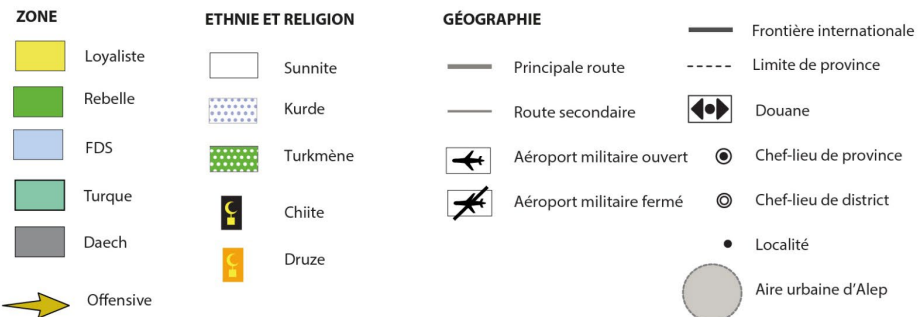 ZONE
Loyaliste
Rebelle
FDS
Turque
Daech
Offensive
ETHNIE ET RELIGION
Sunnite
Kurde
Turkmène
Chiite
Druze
GÉOGRAPHIE
Principale route
Route secondaire
Aéroport militaire ouvert
Aéroport militaire fermé
Frontière internationale
Limite de province
Douane
Chef-lieu de province
Chef-lieu de district
Localité
Aire urbaine d'Alep